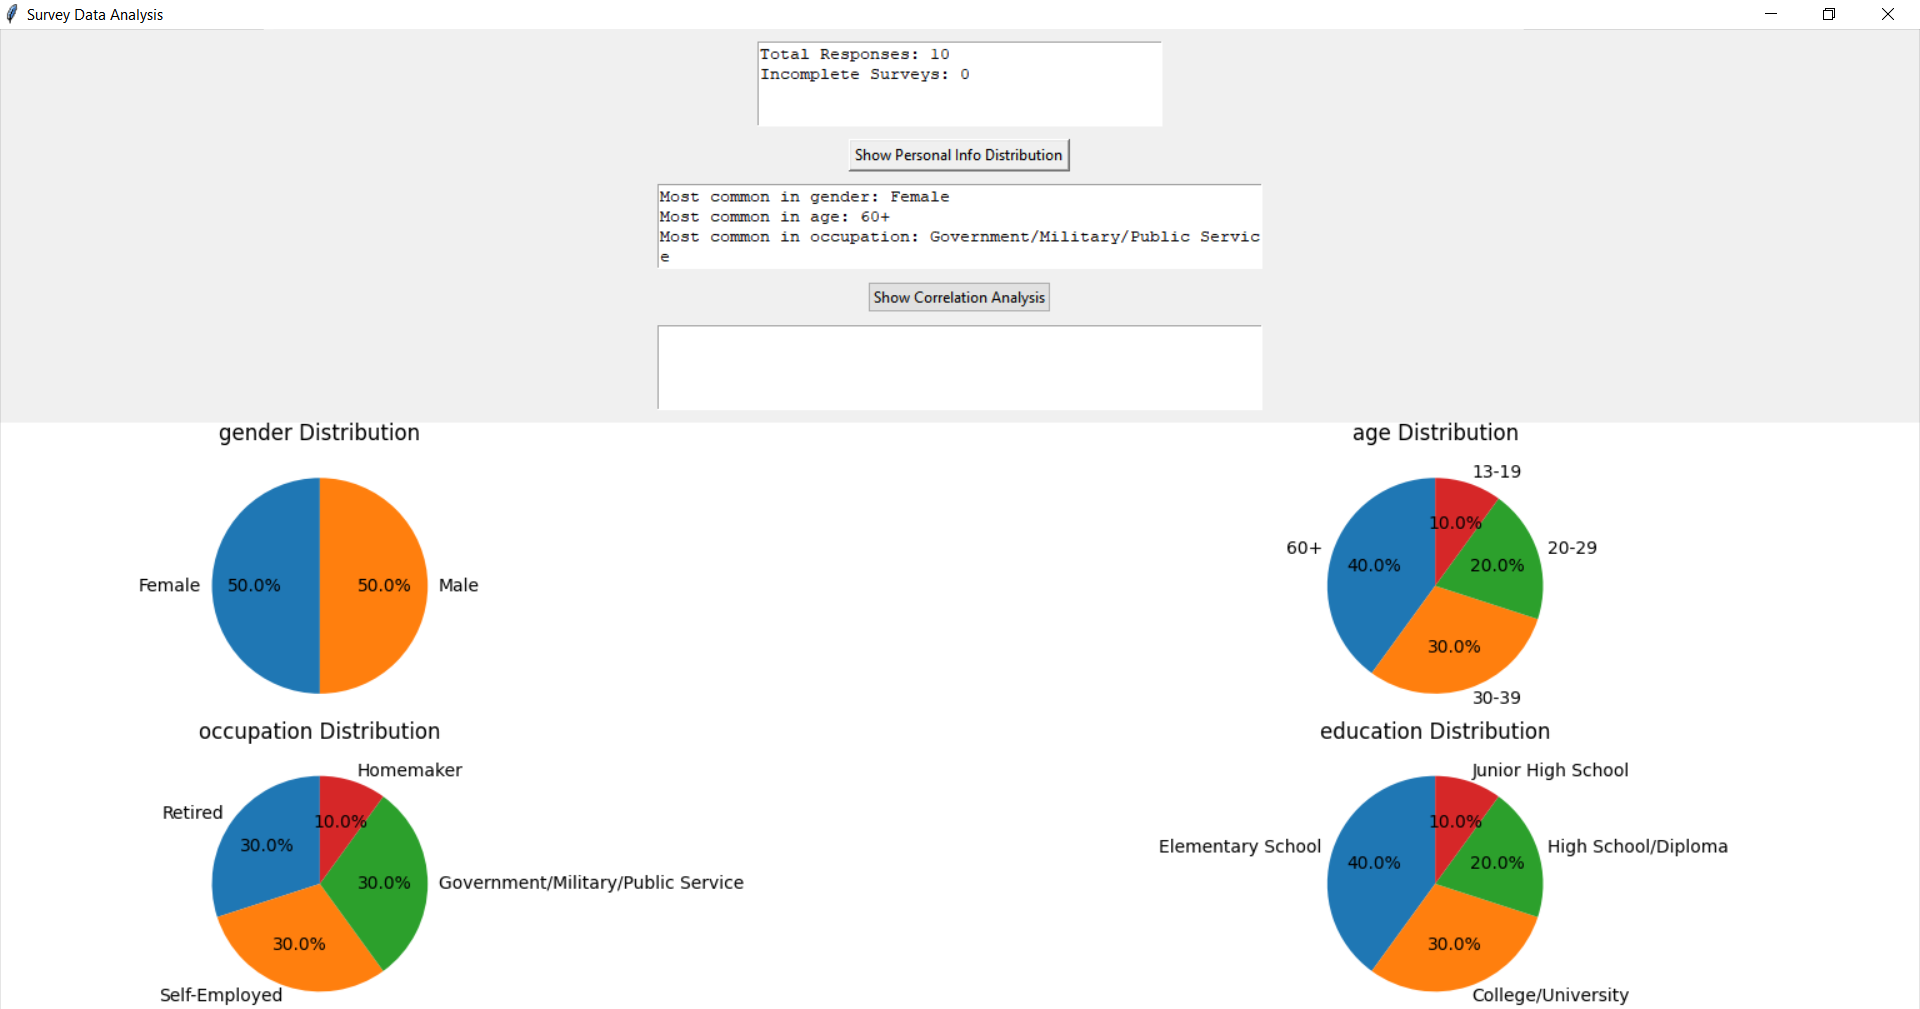 Survey Data Analysis
Total Responses: 10
Incomplete Surveys: 0
Show Personal Info Distribution
Most common in gender: Female
Most common in age: 60+
Most common in occupation: Government/Military/Public Servic
e
Show Correlation Analysis
gender Distribution
Female
50.0%
50.0%
Male
age Distribution
13-19
10.0%
60+
40.0%
20.0%
20-29
30.0%
30-39
occupation Distribution
Homemaker
Retired
10.0%
30.0%
30.0%
Government/Military/Public Service
30.0%
Self-Employed
education Distribution
Junior High School
10.0%
Elementary School
40.0%
20.0%
High School/Diploma
30.0%
College/University